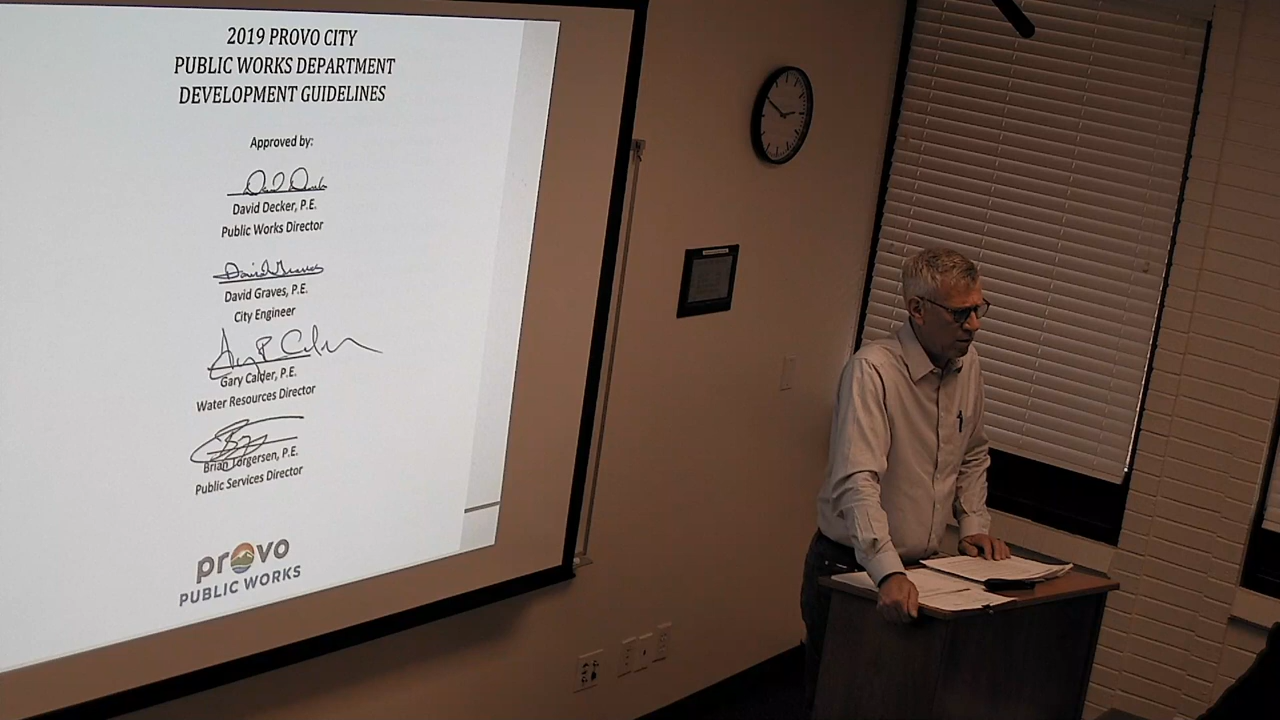 2019 PROVO CITY
PUBLIC WORKS DEPARTMENT
DEVELOPMENT GUIDELINES
Approved by:
David Decker, P.E.
Public Works Director
David Graves, P.E.
City Engineer
Gary Calder, P.E.
Water Resources Director
Brian Torgersen, P.E.
Public Services Director
provo
PUBLIC WORKS